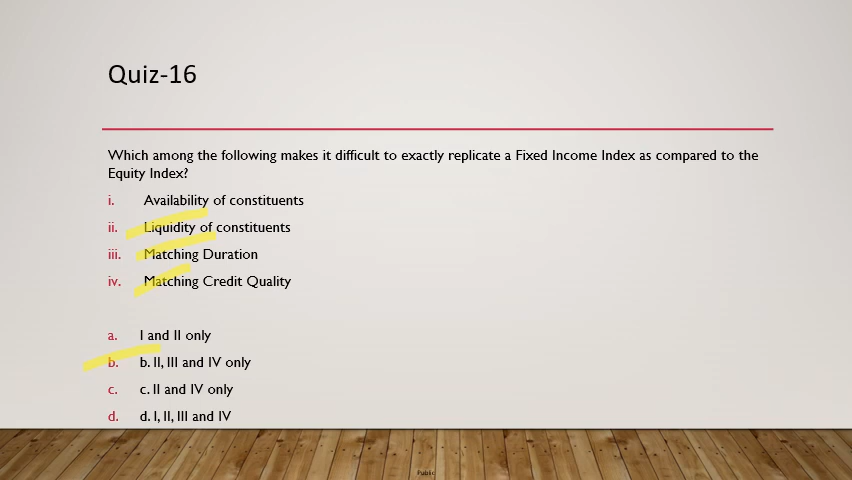 Quiz-16
Which among the following makes it difficult to exactly replicate a Fixed Income Index as compared to the
Equity Index?
i. Availability of constituents
ii. Liquidity of constituents
iii. Matching Duration
iv. Matching Credit Quality
a. I and II only
b. b. II, III and IV only
c. c. II and IV only
d. d. I, II, III and IV
Public